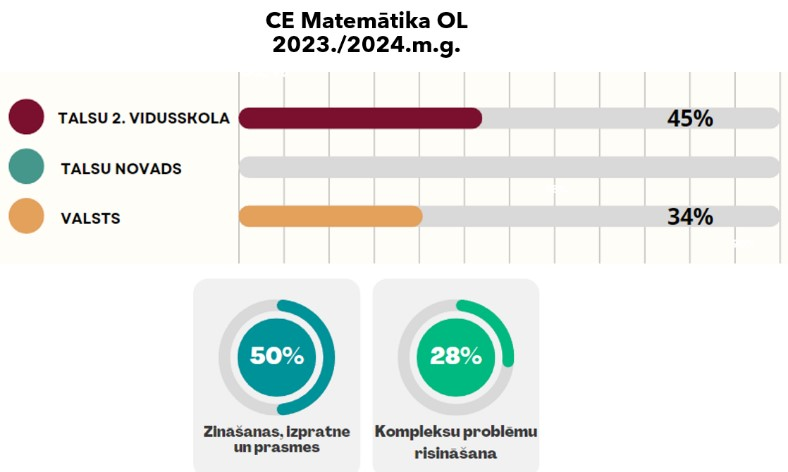 CE Matemātika OL
2023./2024.m.g.
TALSU 2. VIDUSSKOLA
45%
TALSU NOVADS
VALSTS
34%
50%
Zināšanas, izpratne
un prasmes
28%
Kompleksu problēmu
risināšana